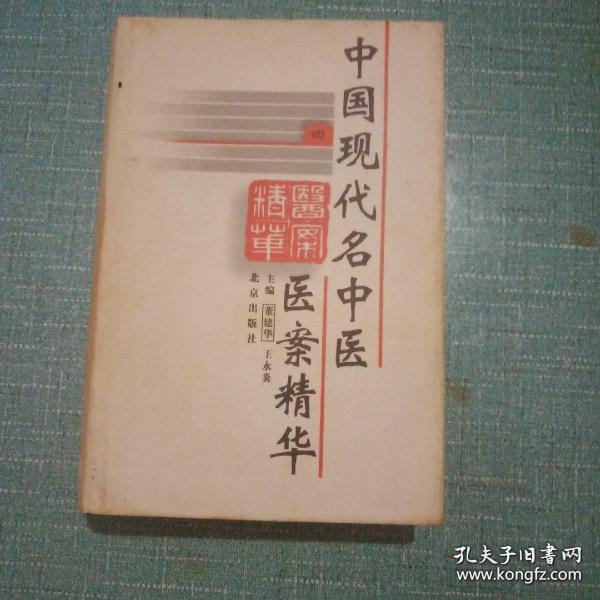 中国现代名中医
医案精华
四
醫案
精華
主编 董建华 王永炎
北京出版社
孔夫子旧书网
www.kongfz.com